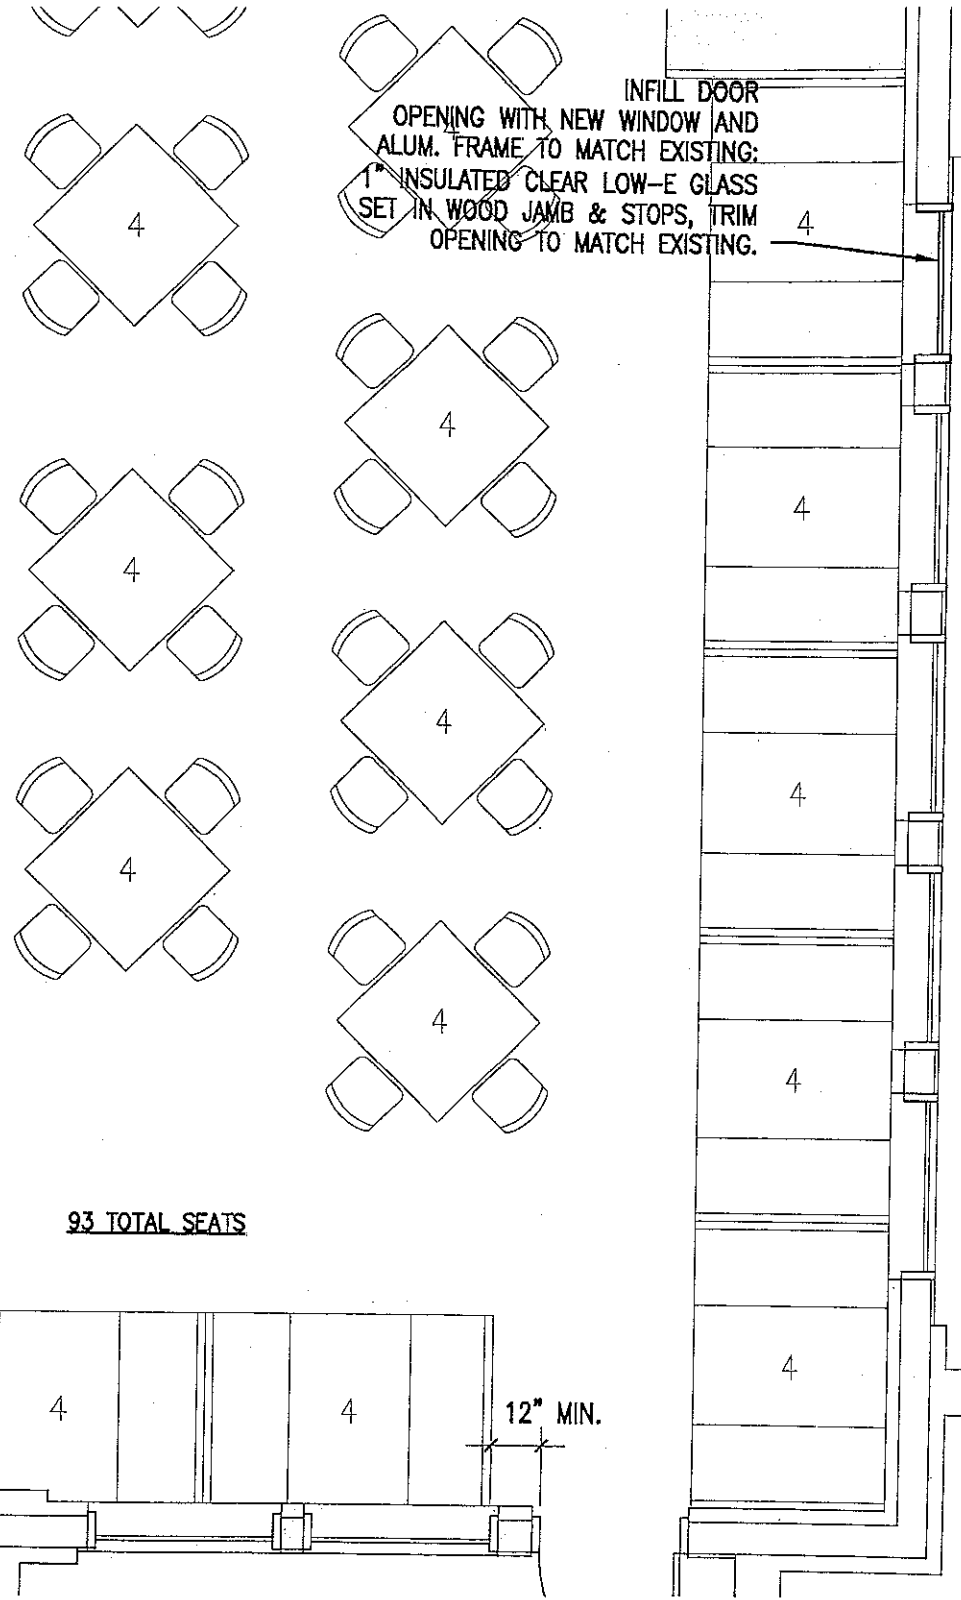 INFILL DOOR
OPENING WITH NEW WINDOW AND
ALUM. FRAME TO MATCH EXISTING:
1" INSULATED CLEAR LOW-E GLASS
SET IN WOOD JAMB & STOPS, TRIM
OPENING TO MATCH EXISTING.
4
4
4
4
4
4
4
4
4
4
4
4
93 TOTAL SEATS
4
4
12" MIN.